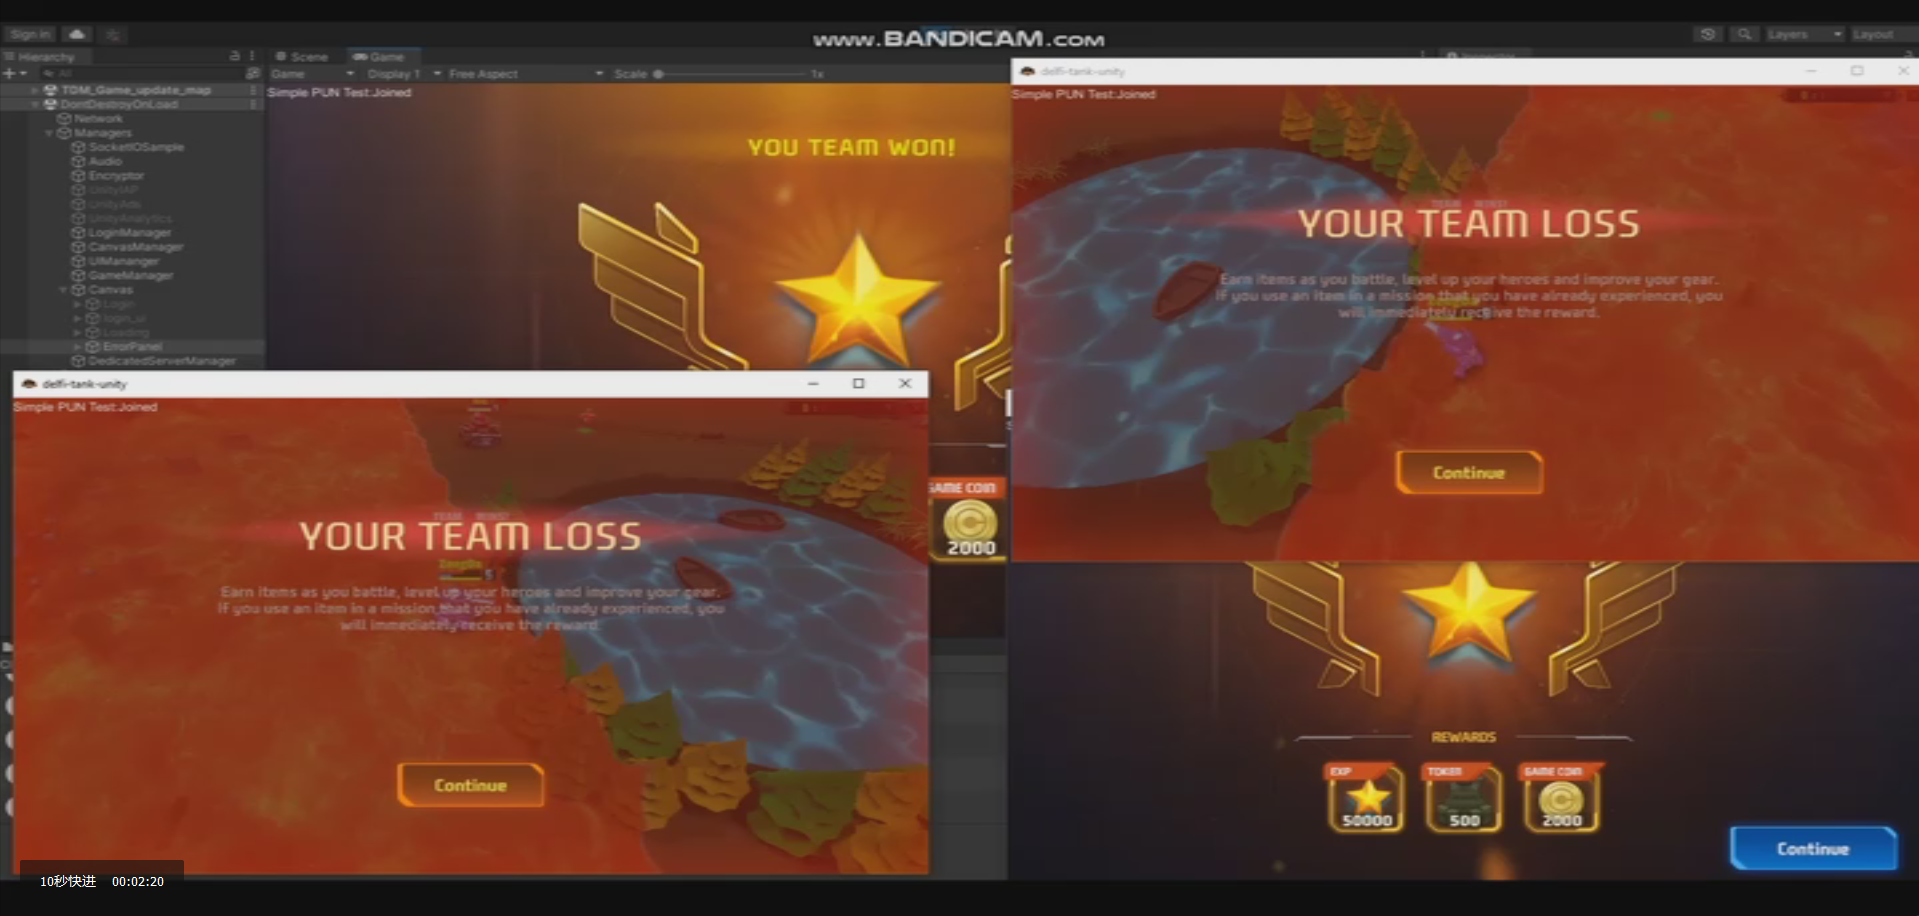 www.BANDICAM.com
Sign in
Layers
Layout
Hierarchy
Scene
Game
All
Game
Display 1
Free Aspect
Scale
1x
TDM_Game_update_map
DontDestroyOnLoad
Network
Managers
SocketIOSample
Audio
Encryptor
UnityIAP
UnityAds
UnityAnalytics
LoginManager
CanvasManager
UIMananger
GameManager
Canvas
Login
login_ui
Loading
ErrorPanel
DedicatedServerManager
Simple PUN Test:Joined
YOU TEAM WON!
GAME COIN
2000
delfi-tank-unity
Simple PUN Test:Joined
YOUR TEAM LOSS
Earn items as you battle, level up your heroes and improve your gear.
If you use an item in a mission that you have already experienced, you
will immediately receive the reward.
Continue
delfi-tank-unity
Simple PUN Test:Joined
YOUR TEAM LOSS
Earn items as you battle, level up your heroes and improve your gear.
If you use an item in a mission that you have already experienced, you
will immediately receive the reward.
Continue
REWARDS
EXP
TOKEN
GAME COIN
50000
500
2000
Continue
10秒快进 00:02:20